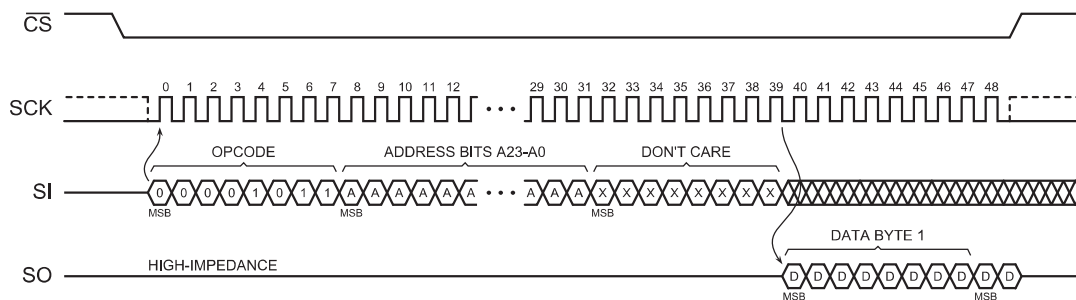 CS
0 1 2 3 4 5 6 7 8 9 10 11 12 29 30 31 32 33 34 35 36 37 38 39 40 41 42 43 44 45 46 47 48
SCK
OPCODE ADDRESS BITS A23-A0 DON'T CARE
SI 0 0 0 0 1 0 1 1 A A A A A A A A A X X X X X X X X
MSB MSB MSB
DATA BYTE 1
SO HIGH-IMPEDANCE D D D D D D D D D D
MSB MSB